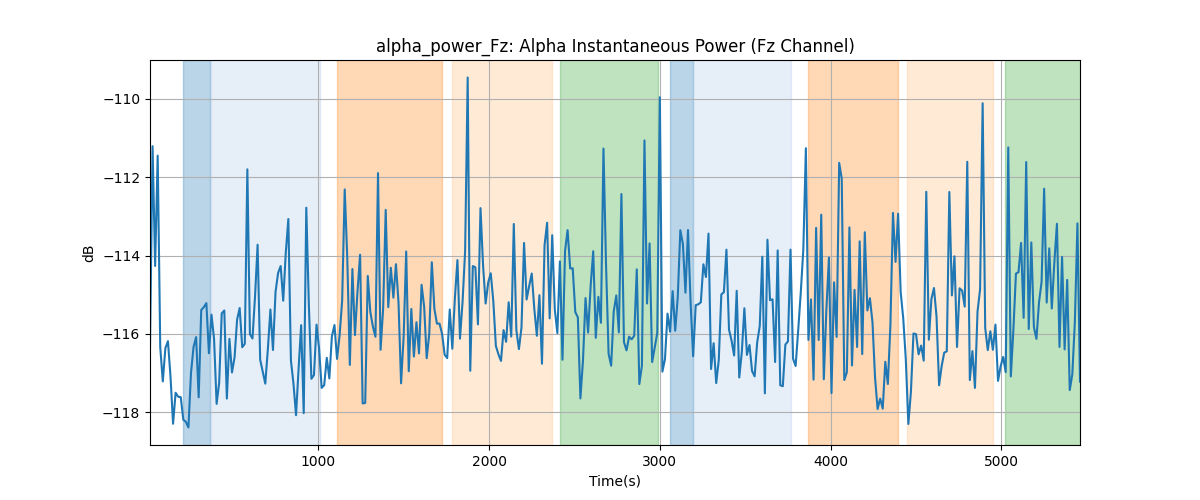 alpha_power_Fz: Alpha Instantaneous Power (Fz Channel)
−110
−112
−114
−116
−118
dB
1000 2000 3000 4000 5000
Time(s)